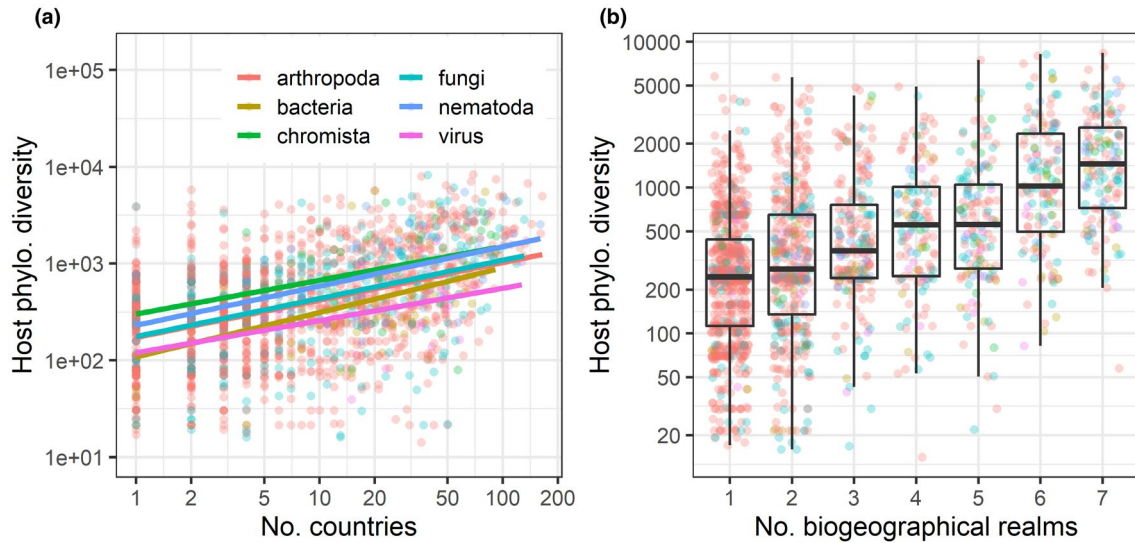 (a)
Host phylo. diversity
1e+05
1e+04
1e+03
1e+02
1e+01
arthropoda fungi
bacteria nematoda
chromista virus
1 2 5 10 20 50 100 200
No. countries
(b)
Host phylo. diversity
10000
5000
2000
1000
500
200
100
50
20
1 2 3 4 5 6 7
No. biogeographical realms